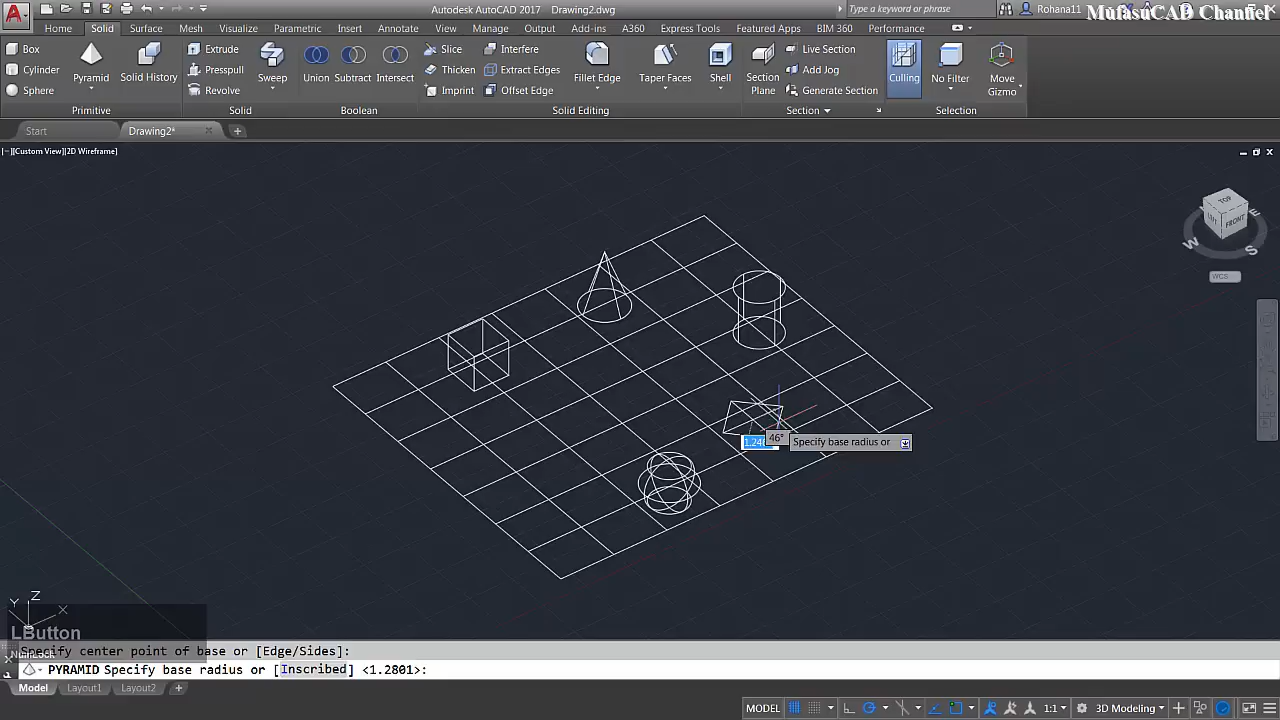 Autodesk AutoCAD 2017   Drawing2.dwg
Type a keyword or phrase
Rohana11
MufasuCAD Channel
Home Solid Surface Mesh Visualize Parametric Insert Annotate View Manage Output Add-ins A360 Express Tools Featured Apps BIM 360 Performance
Box
Cylinder
Sphere
Pyramid
Solid History
Extrude
Presspull
Revolve
Sweep
Union
Subtract
Intersect
Slice
Thicken
Imprint
Interfere
Extract Edges
Offset Edge
Fillet Edge
Taper Faces
Shell
Section
Plane
Live Section
Add Jog
Generate Section
Culling
No Filter
Move
Gizmo
Primitive
Solid
Boolean
Solid Editing
Section
Selection
Start
Drawing2*
[−][Custom View][2D Wireframe]
TOP
FRONT
E
W
S
WCS
46°
Specify base radius or
Y
Z
X
LButton
Specify center point of base or [Edge/Sides]:
PYRAMID Specify base radius or [Inscribed] <1.2801>:
Model Layout1 Layout2 +
MODEL
1:1
3D Modeling